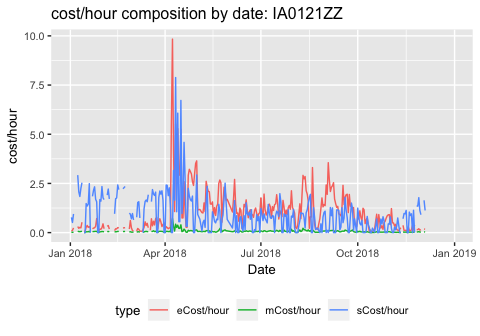 cost/hour composition by date: IA0121ZZ
cost/hour
10.0
7.5
5.0
2.5
0.0
Jan 2018 Apr 2018 Jul 2018 Oct 2018 Jan 2019
Date
type eCost/hour mCost/hour sCost/hour